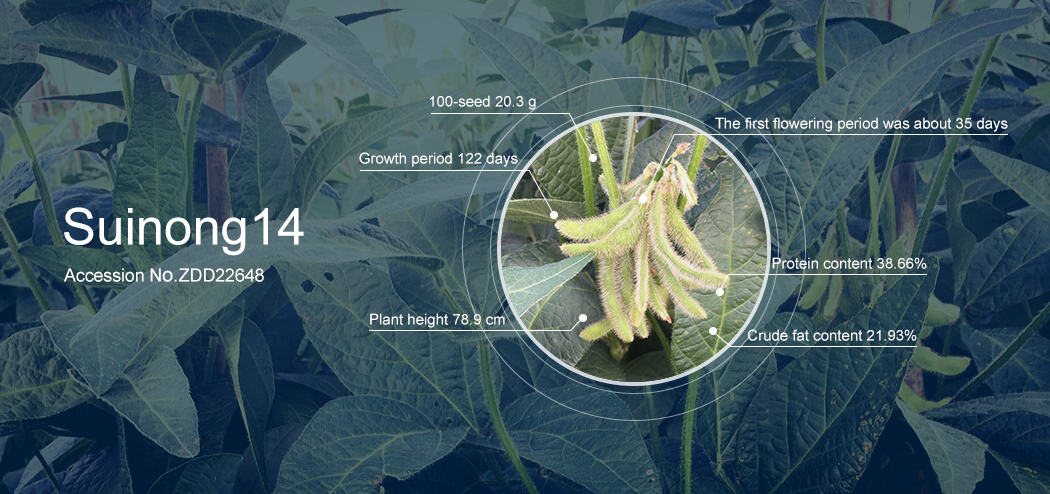 100-seed 20.3 g
The first flowering period was about 35 days
Growth period 122 days
Suinong14
Accession No.ZDD22648
Protein content 38.66%
Plant height 78.9 cm
Crude fat content 21.93%